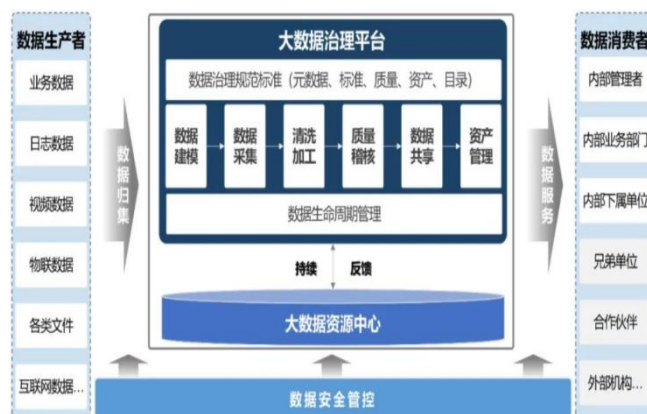 数据生产者
业务数据
日志数据
视频数据
物联数据
各类文件
互联网数据...
数据归集
大数据治理平台
数据治理规范标准（元数据、标准、质量、资产、目录）
数据
建模
数据
采集
清洗
加工
质量
稽核
数据
共享
资产
管理
数据生命周期管理
持续 反馈
大数据资源中心
数据安全管控
数据服务
数据消费者
内部管理者
内部业务部门
内部下属单位
兄弟单位
合作伙伴
外部机构...